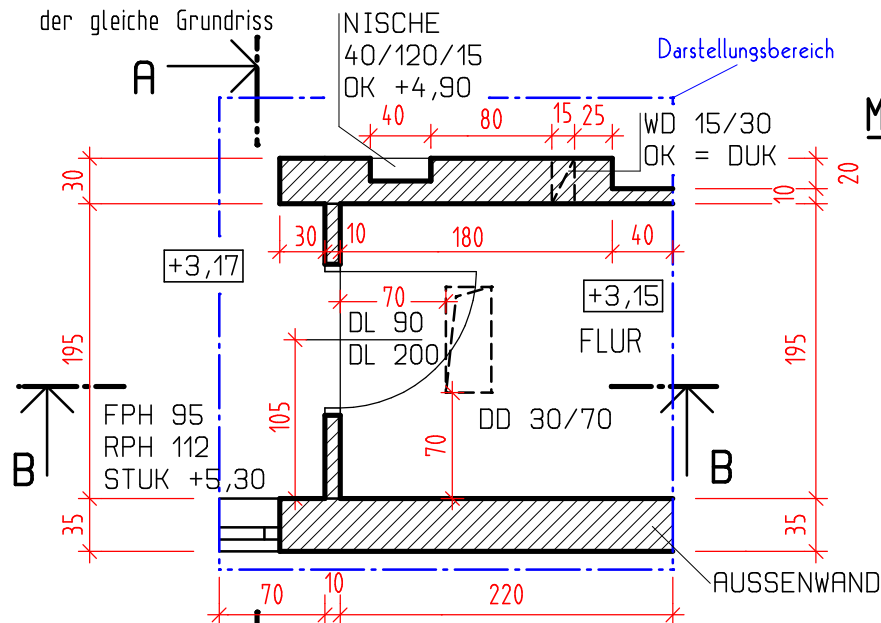 der gleiche Grundriss
NISCHE
40/120/15
OK +4,90
Darstellungsbereich
A
M
40
80
15
25
WD 15/30
OK = DUK
30
20
10
30
10
180
40
+3,17
+3,15
70
DL 90
DL 200
FLUR
195
195
105
FPH 95
RPH 112
STUK +5,30
DD 30/70
70
B
B
35
35
AUSSENWAND
70
10
220